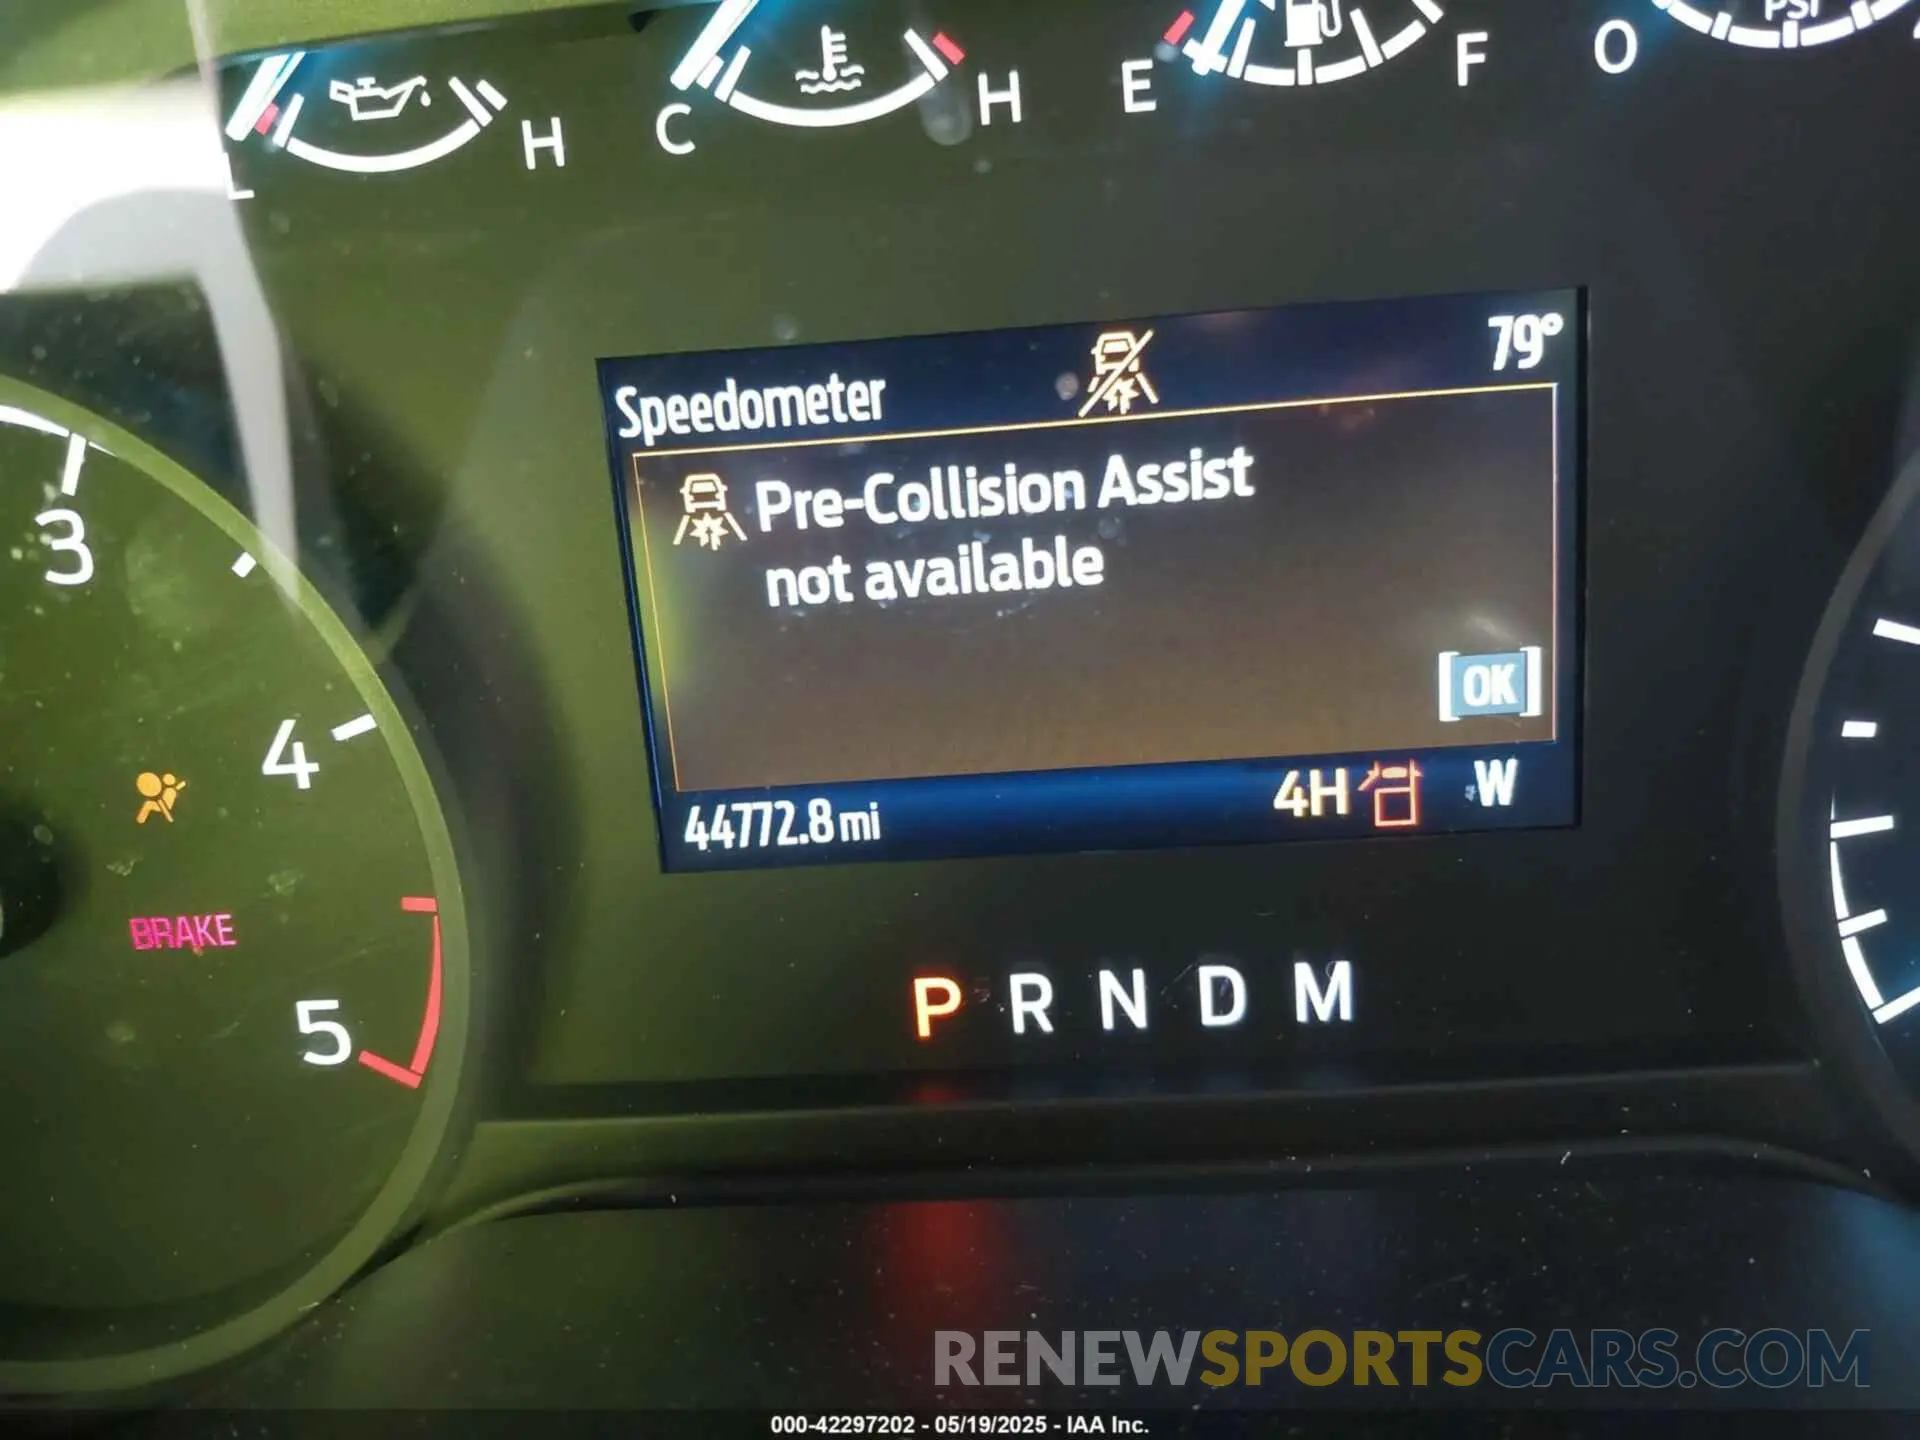 PSI
L H C H E F O
Speedometer 79°
Pre-Collision Assist
not available
OK
44772.8 mi 4H W
3
4
BRAKE
5
P R N D M
RENEWSPORTSCARS.COM
000-42297202 - 05/19/2025 - IAA Inc.